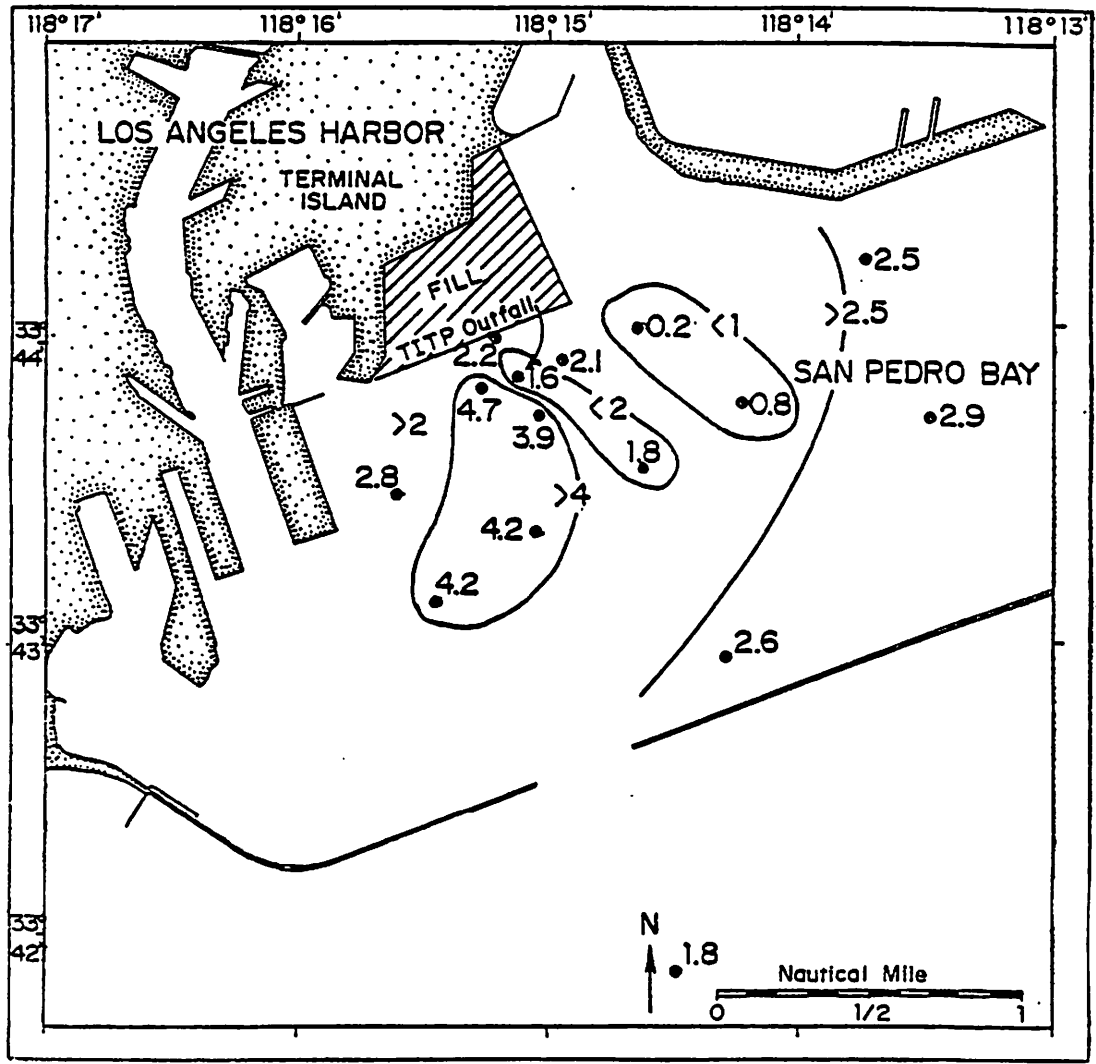 118°17' 118°16' 118°15' 118°14' 118°13'
LOS ANGELES HARBOR
TERMINAL
ISLAND
FILL
TITP Outfall
2.5
>2.5
33°
44'
0.2 <1
2.2
1.6
2.1
SAN PEDRO BAY
0.8
<2
2.9
4.7
3.9
>2
1.8
2.8
>4
4.2
4.2
33°
43'
2.6
33°
42'
N
1.8
Nautical Mile
0 1/2 1